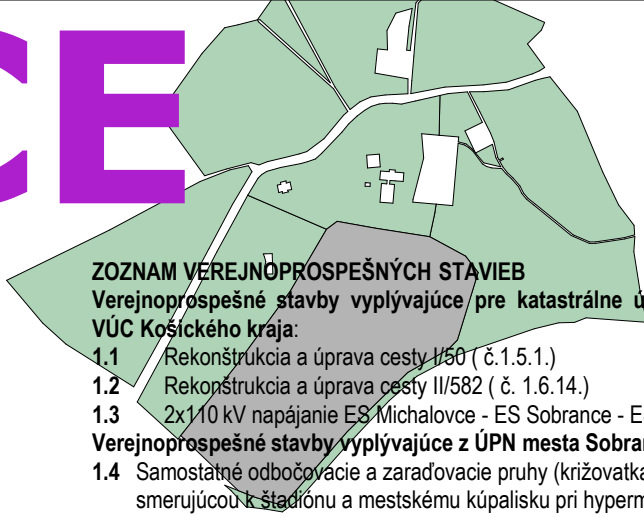 CE
ZOZNAM VEREJNOPROSPEŠNÝCH STAVIEB
Verejnoprospešné stavby vyplývajúce pre katastrálne
VÚC Košického kraja:
1.1 Rekonštrukcia a úprava cesty I/50 ( č.1.5.1.)
1.2 Rekonštrukcia a úprava cesty II/582 ( č. 1.6.14.)
1.3 2x110 kV napájanie ES Michalovce - ES Sobrance - E
Verejnoprospešné stavby vyplývajúce z ÚPN mesta Sobran
1.4 Samostatné odbočovacie a zaraďovacie pruhy (križovatka
smerujúcou k štadiónu a mestskému kúpalisku pri hyperm